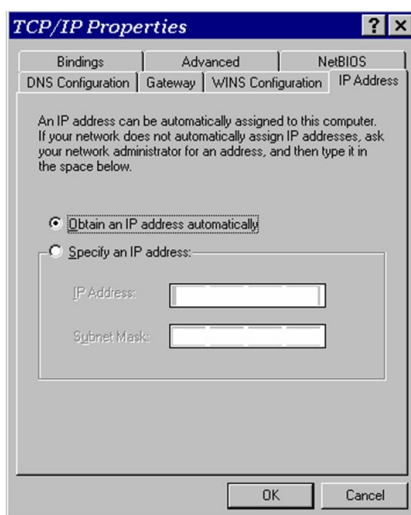 TCP/IP Properties
? ×
Bindings Advanced NetBIOS
DNS Configuration Gateway WINS Configuration IP Address
An IP address can be automatically assigned to this computer.
If your network does not automatically assign IP addresses, ask
your network administrator for an address, and then type it in
the space below.
Obtain an IP address automatically
Specify an IP address:
IP Address:
Subnet Mask:
OK Cancel